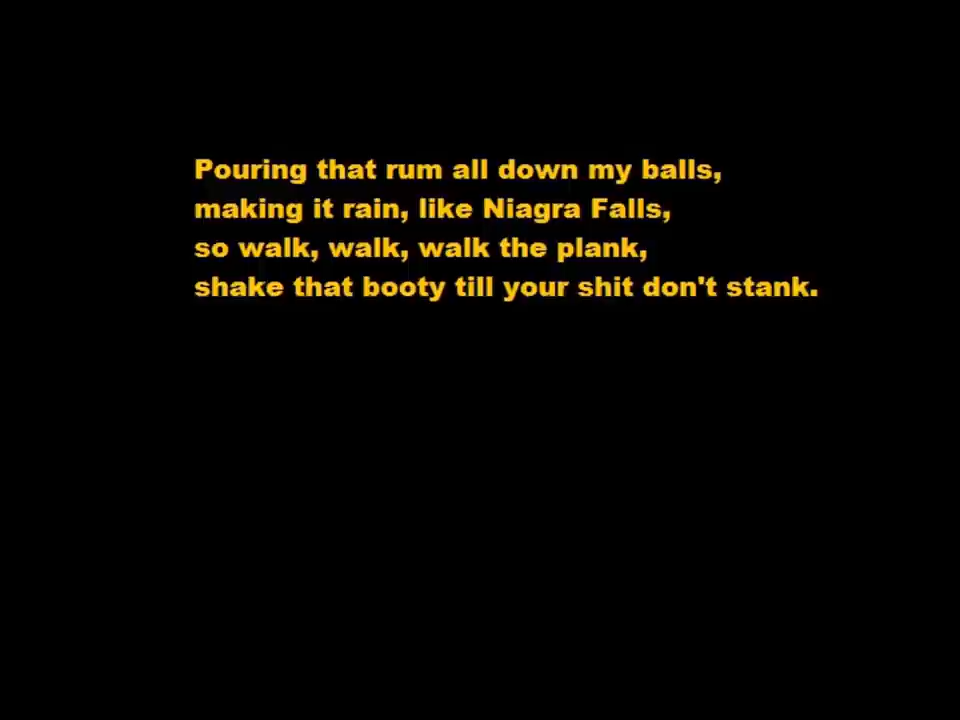 Pouring that rum all down my balls,
making it rain, like Niagra Falls,
so walk, walk, walk the plank,
shake that booty till your shit don't stank.